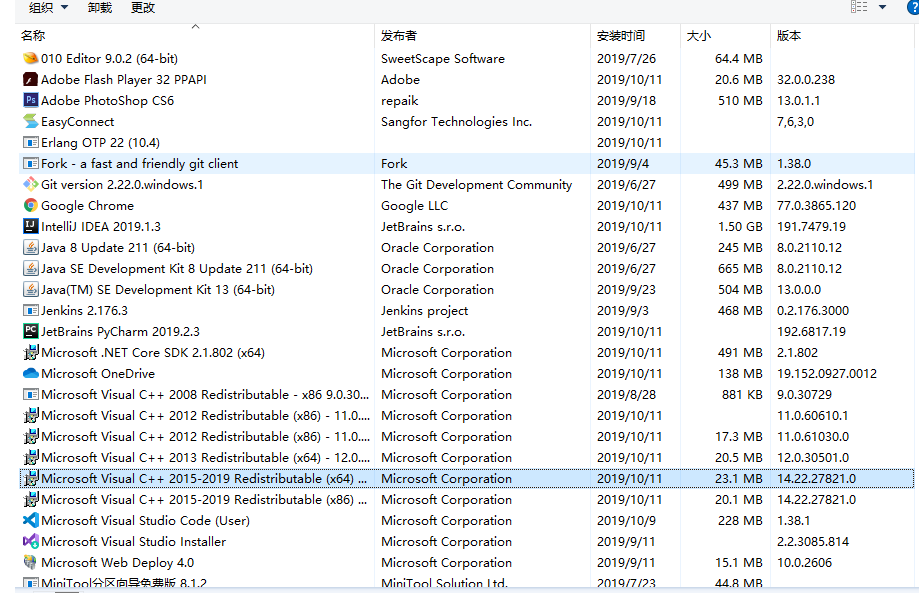 组织 卸载 更改
名称 发布者 安装时间 大小 版本
010 Editor 9.0.2 (64-bit) SweetScape Software 2019/7/26 64.4 MB
Adobe Flash Player 32 PPAPI Adobe 2019/10/11 20.6 MB 32.0.0.238
Ps Adobe PhotoShop CS6 repaik 2019/9/18 510 MB 13.0.1.1
EasyConnect Sangfor Technologies Inc. 2019/10/11 7,6,3,0
Erlang OTP 22 (10.4) 2019/10/11
Fork - a fast and friendly git client Fork 2019/9/4 45.3 MB 1.38.0
Git version 2.22.0.windows.1 The Git Development Community 2019/6/27 499 MB 2.22.0.windows.1
Google Chrome Google LLC 2019/10/11 437 MB 77.0.3865.120
IJ IntelliJ IDEA 2019.1.3 JetBrains s.r.o. 2019/10/11 1.50 GB 191.7479.19
Java 8 Update 211 (64-bit) Oracle Corporation 2019/6/27 245 MB 8.0.2110.12
Java SE Development Kit 8 Update 211 (64-bit) Oracle Corporation 2019/6/27 665 MB 8.0.2110.12
Java(TM) SE Development Kit 13 (64-bit) Oracle Corporation 2019/9/23 504 MB 13.0.0.0
Jenkins 2.176.3 Jenkins project 2019/9/3 468 MB 0.2.176.3000
PC JetBrains PyCharm 2019.2.3 JetBrains s.r.o. 2019/10/11 192.6817.19
Microsoft .NET Core SDK 2.1.802 (x64) Microsoft Corporation 2019/10/11 491 MB 2.1.802
Microsoft OneDrive Microsoft Corporation 2019/10/11 138 MB 19.152.0927.0012
Microsoft Visual C++ 2008 Redistributable - x86 9.0.30... Microsoft Corporation 2019/8/28 881 KB 9.0.30729
Microsoft Visual C++ 2012 Redistributable (x86) - 11.0.... Microsoft Corporation 2019/10/11 11.0.60610.1
Microsoft Visual C++ 2012 Redistributable (x86) - 11.0.... Microsoft Corporation 2019/10/11 17.3 MB 11.0.61030.0
Microsoft Visual C++ 2013 Redistributable (x64) - 12.0.... Microsoft Corporation 2019/10/11 20.5 MB 12.0.30501.0
Microsoft Visual C++ 2015-2019 Redistributable (x64) ... Microsoft Corporation 2019/10/11 23.1 MB 14.22.27821.0
Microsoft Visual C++ 2015-2019 Redistributable (x86) ... Microsoft Corporation 2019/10/11 20.1 MB 14.22.27821.0
Microsoft Visual Studio Code (User) Microsoft Corporation 2019/10/9 228 MB 1.38.1
Microsoft Visual Studio Installer Microsoft Corporation 2019/9/11 2.2.3085.814
Microsoft Web Deploy 4.0 Microsoft Corporation 2019/9/11 15.1 MB 10.0.2606
MiniTool分区向导免费版 8.1.2 MiniTool Solution Ltd. 2019/7/23 44.8 MB